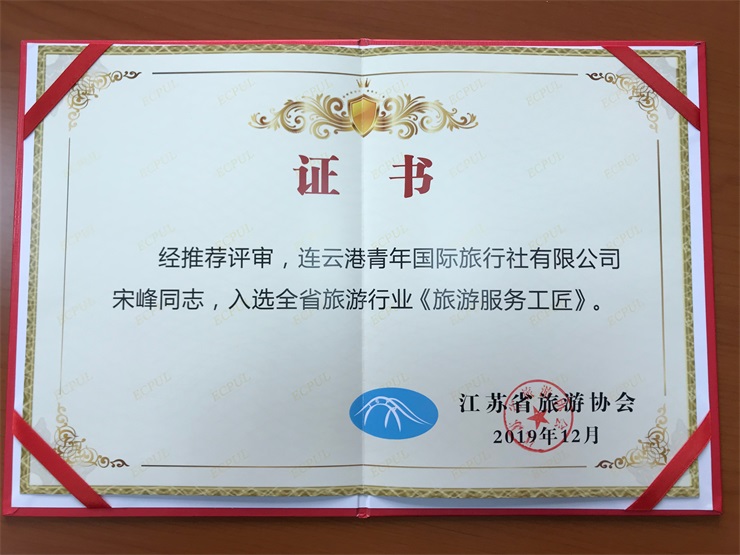 证 书
经推荐评审，连云港青年国际旅行社有限公司
宋峰同志，入选全省旅游行业《旅游服务工匠》。
江苏省旅游协会
2019年12月
ECPUL